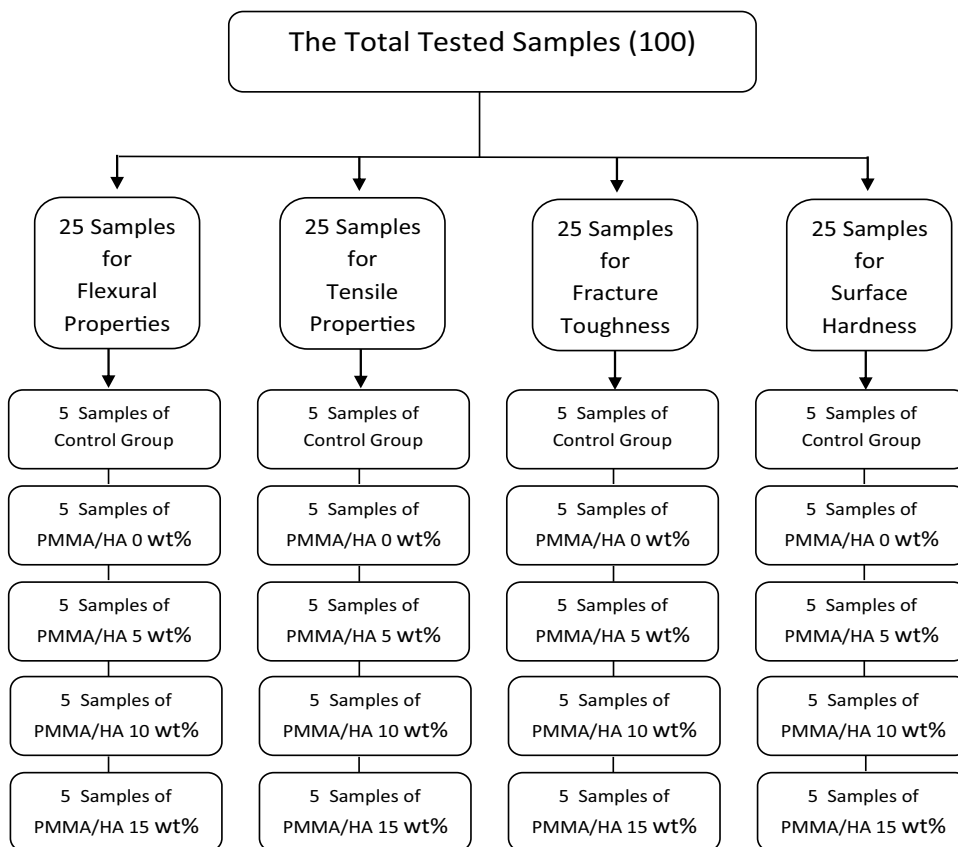 The Total Tested Samples (100)
25 Samples
for
Flexural
Properties
25 Samples
for
Tensile
Properties
25 Samples
for
Fracture
Toughness
25 Samples
for
Surface
Hardness
5 Samples of
Control Group
5 Samples of
Control Group
5 Samples of
Control Group
5 Samples of
Control Group
5 Samples of
PMMA/HA 0 wt%
5 Samples of
PMMA/HA 0 wt%
5 Samples of
PMMA/HA 0 wt%
5 Samples of
PMMA/HA 0 wt%
5 Samples of
PMMA/HA 5 wt%
5 Samples of
PMMA/HA 5 wt%
5 Samples of
PMMA/HA 5 wt%
5 Samples of
PMMA/HA 5 wt%
5 Samples of
PMMA/HA 10 wt%
5 Samples of
PMMA/HA 10 wt%
5 Samples of
PMMA/HA 10 wt%
5 Samples of
PMMA/HA 10 wt%
5 Samples of
PMMA/HA 15 wt%
5 Samples of
PMMA/HA 15 wt%
5 Samples of
PMMA/HA 15 wt%
5 Samples of
PMMA/HA 15 wt%